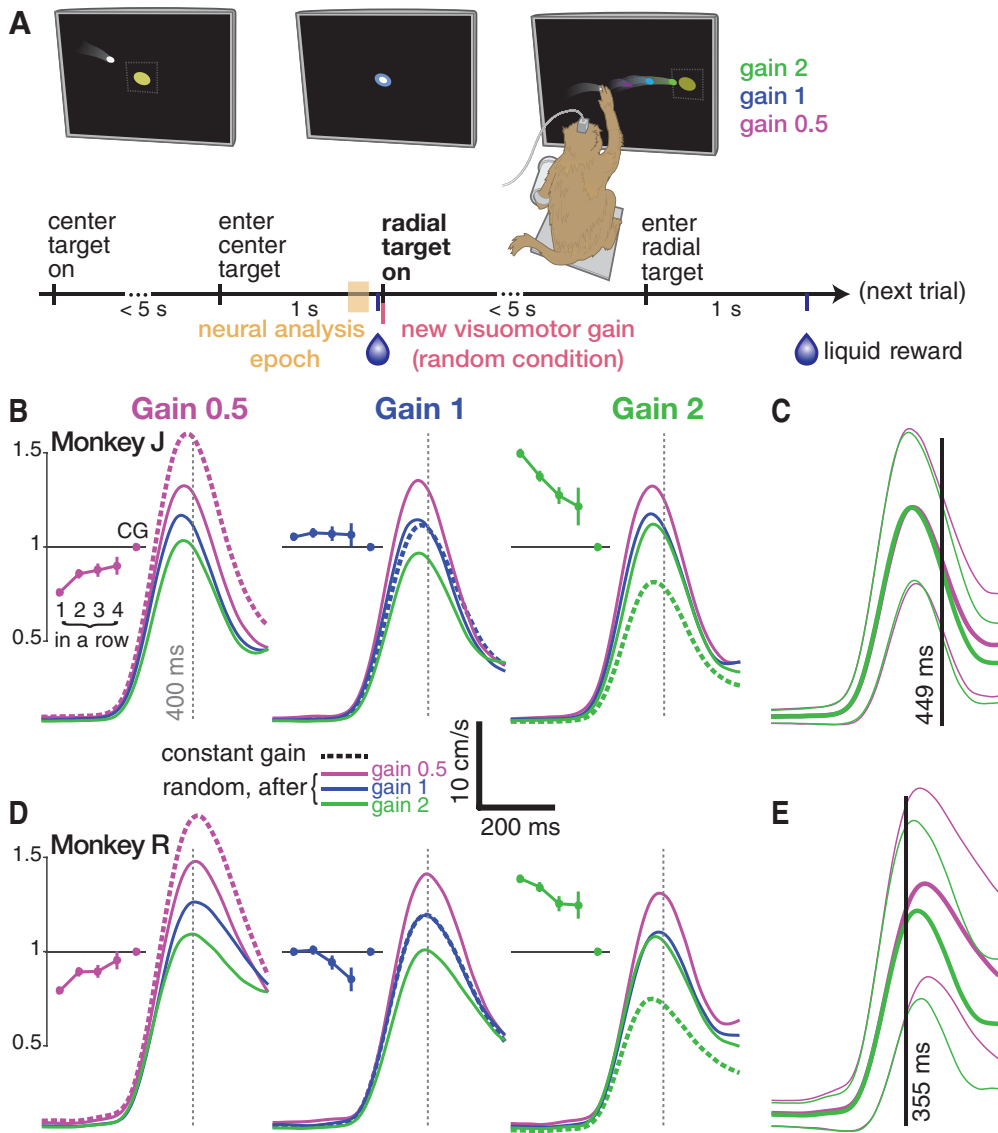 A
gain 2
gain 1
gain 0.5
center
target
on
enter
center
target
radial
target
on
enter
radial
target
< 5 s
1 s
< 5 s
1 s
(next trial)
neural analysis
epoch
new visuomotor gain
(random condition)
liquid reward
B
Gain 0.5
Gain 1
Gain 2
C
Monkey J
1.5
1
0.5
CG
1 2 3 4
in a row
400 ms
449 ms
constant gain
random, after {
gain 0.5
gain 1
gain 2
10 cm/s
200 ms
D
Monkey R
E
1.5
1
0.5
355 ms